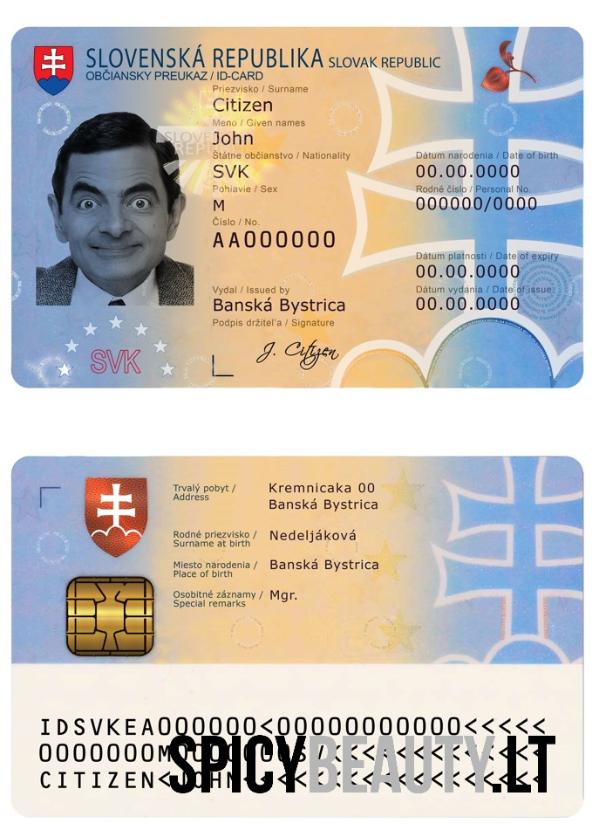 SLOVENSKÁ REPUBLIKA SLOVAK REPUBLIC
OBČIANSKY PREUKAZ / ID-CARD
Priezvisko / Surname
Citizen
Meno / Given names
John
Štátne občianstvo / Nationality
SVK
Pohlavie / Sex
M
Číslo / No.
AA000000
Vydal / Issued by
Banská Bystrica
Podpis držiteľa / Signature
J. Citizen
Dátum narodenia / Date of birth
00.00.0000
Rodné číslo / Personal No.
000000/0000
Dátum platnosti / Date of expiry
00.00.0000
Dátum vydania / Date of issue
00.00.0000
SVK
Trvalý pobyt /
Address
Kremnicaka 00
Banská Bystrica
Rodné priezvisko /
Surname at birth
Nedeljáková
Miesto narodenia /
Place of birth
Banská Bystrica
Osobitné záznamy /
Special remarks
Mgr.
IDSVKEA000000<00000000000<<<<<
0000000M
CITIZEN<JOHN
SPICYBEAUTY.LT